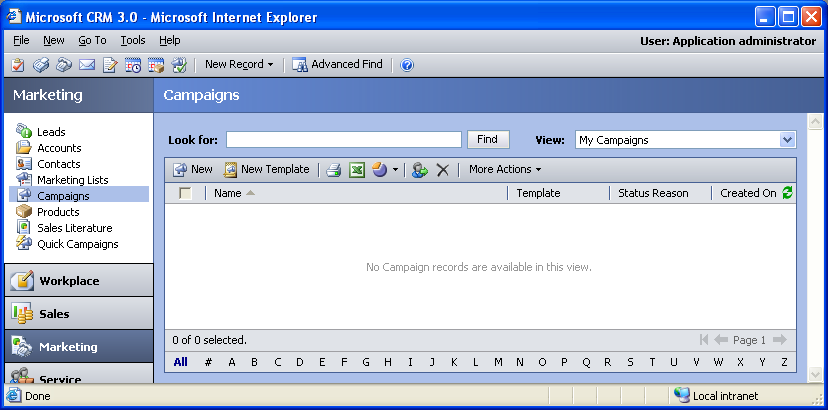 Microsoft CRM 3.0 - Microsoft Internet Explorer
File New Go To Tools Help User: Application administrator
New Record Advanced Find
Marketing
Campaigns
Leads
Accounts
Contacts
Marketing Lists
Campaigns
Products
Sales Literature
Quick Campaigns
Workplace
Sales
Marketing
Service
Look for: Find View: My Campaigns
New New Template More Actions
Name Template Status Reason Created On
No Campaign records are available in this view.
0 of 0 selected. Page 1
All # A B C D E F G H I J K L M N O P Q R S T U V W X Y Z
Done Local intranet